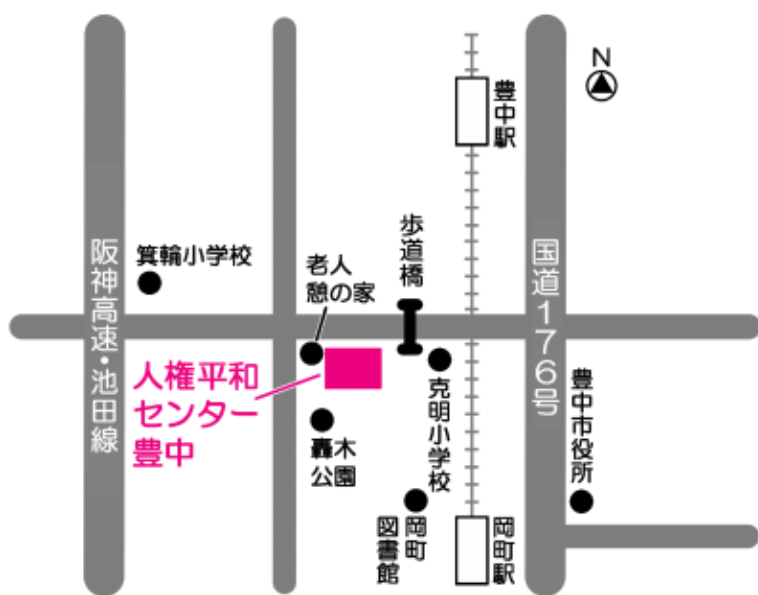 N
豊中駅
歩道橋
阪神高速・池田線
箕輪小学校
老人
憩の家
国道176号
人権平和
センター
豊中
克明小学校
豊中市役所
轟木
公園
岡町
図書館
岡町駅